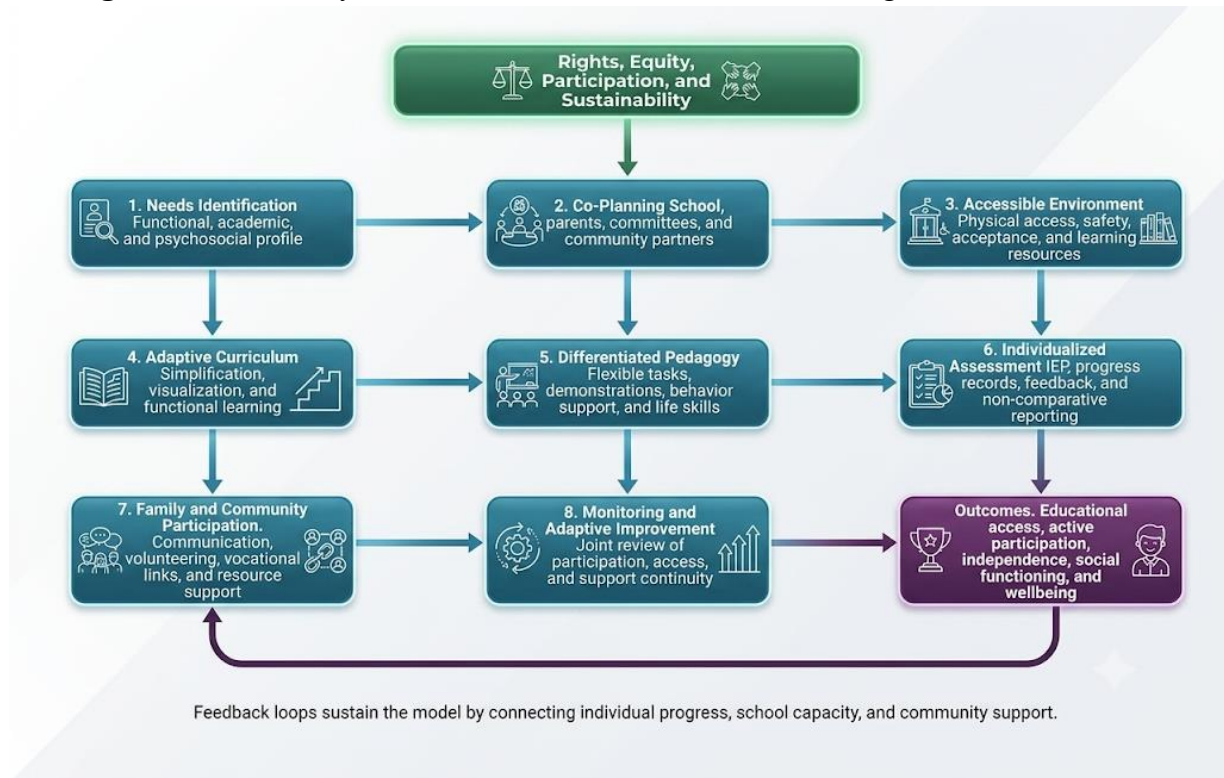 Rights, Equity,
Participation, and
Sustainability
1. Needs Identification
Functional, academic,
and psychosocial profile
2. Co-Planning School,
parents, committees, and
community partners
3. Accessible Environment
Physical access, safety,
acceptance, and learning
resources
4. Adaptive Curriculum
Simplification,
visualization, and
functional learning
5. Differentiated Pedagogy
Flexible tasks,
demonstrations, behavior
support, and life skills
6. Individualized
Assessment IEP, progress
records, feedback, and
non-comparative
reporting
7. Family and Community
Participation.
Communication,
volunteering, vocational
links, and resource
support
8. Monitoring and
Adaptive Improvement
Joint review of
participation, access,
and support continuity
Outcomes. Educational
access, active
participation,
independence, social
functioning, and
wellbeing
Feedback loops sustain the model by connecting individual progress, school capacity, and community support.